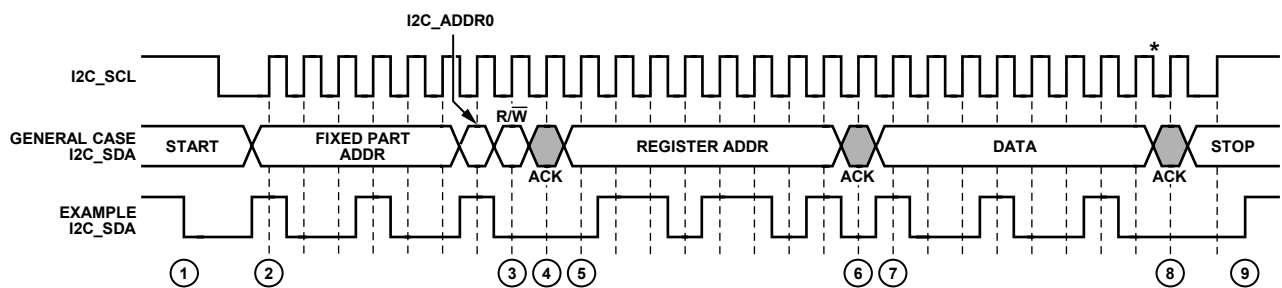 I2C_ADDR0
*
I2C_SCL
R/W̅
GENERAL CASE
I2C_SDA
START
FIXED PART
ADDR
REGISTER ADDR
DATA
STOP
ACK
ACK
ACK
EXAMPLE
I2C_SDA
1
2
3
4
5
6
7
8
9